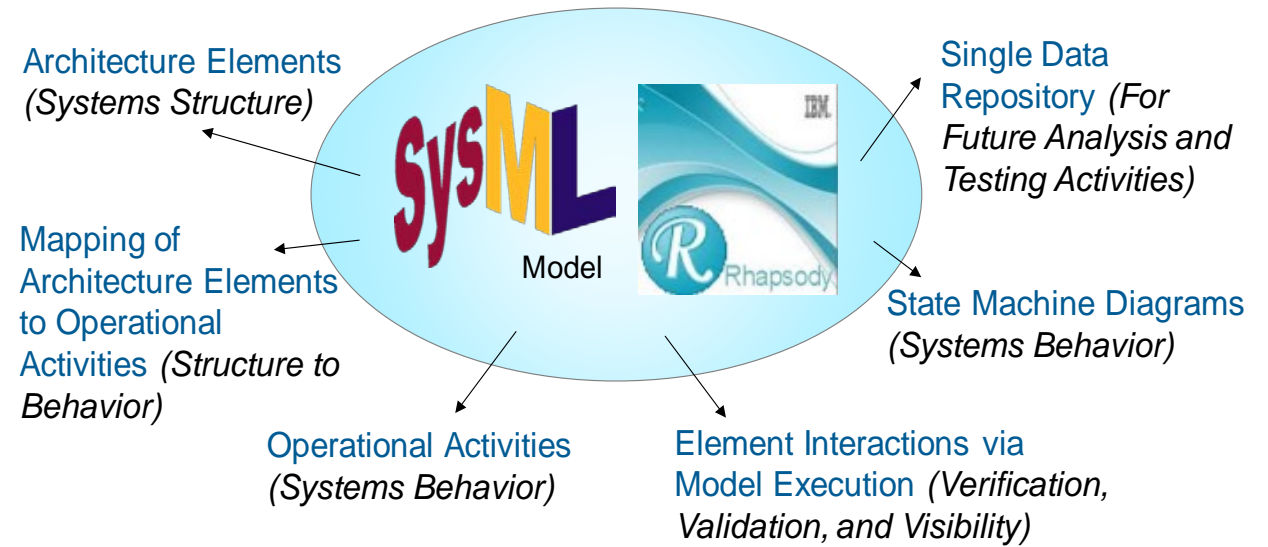 Architecture Elements
(Systems Structure)
Mapping of
Architecture Elements
to Operational
Activities (Structure to
Behavior)
Operational Activities
(Systems Behavior)
SysML
Model
IBM.
R
Rhapsody
Element Interactions via
Model Execution (Verification,
Validation, and Visibility)
Single Data
Repository (For
Future Analysis and
Testing Activities)
State Machine Diagrams
(Systems Behavior)